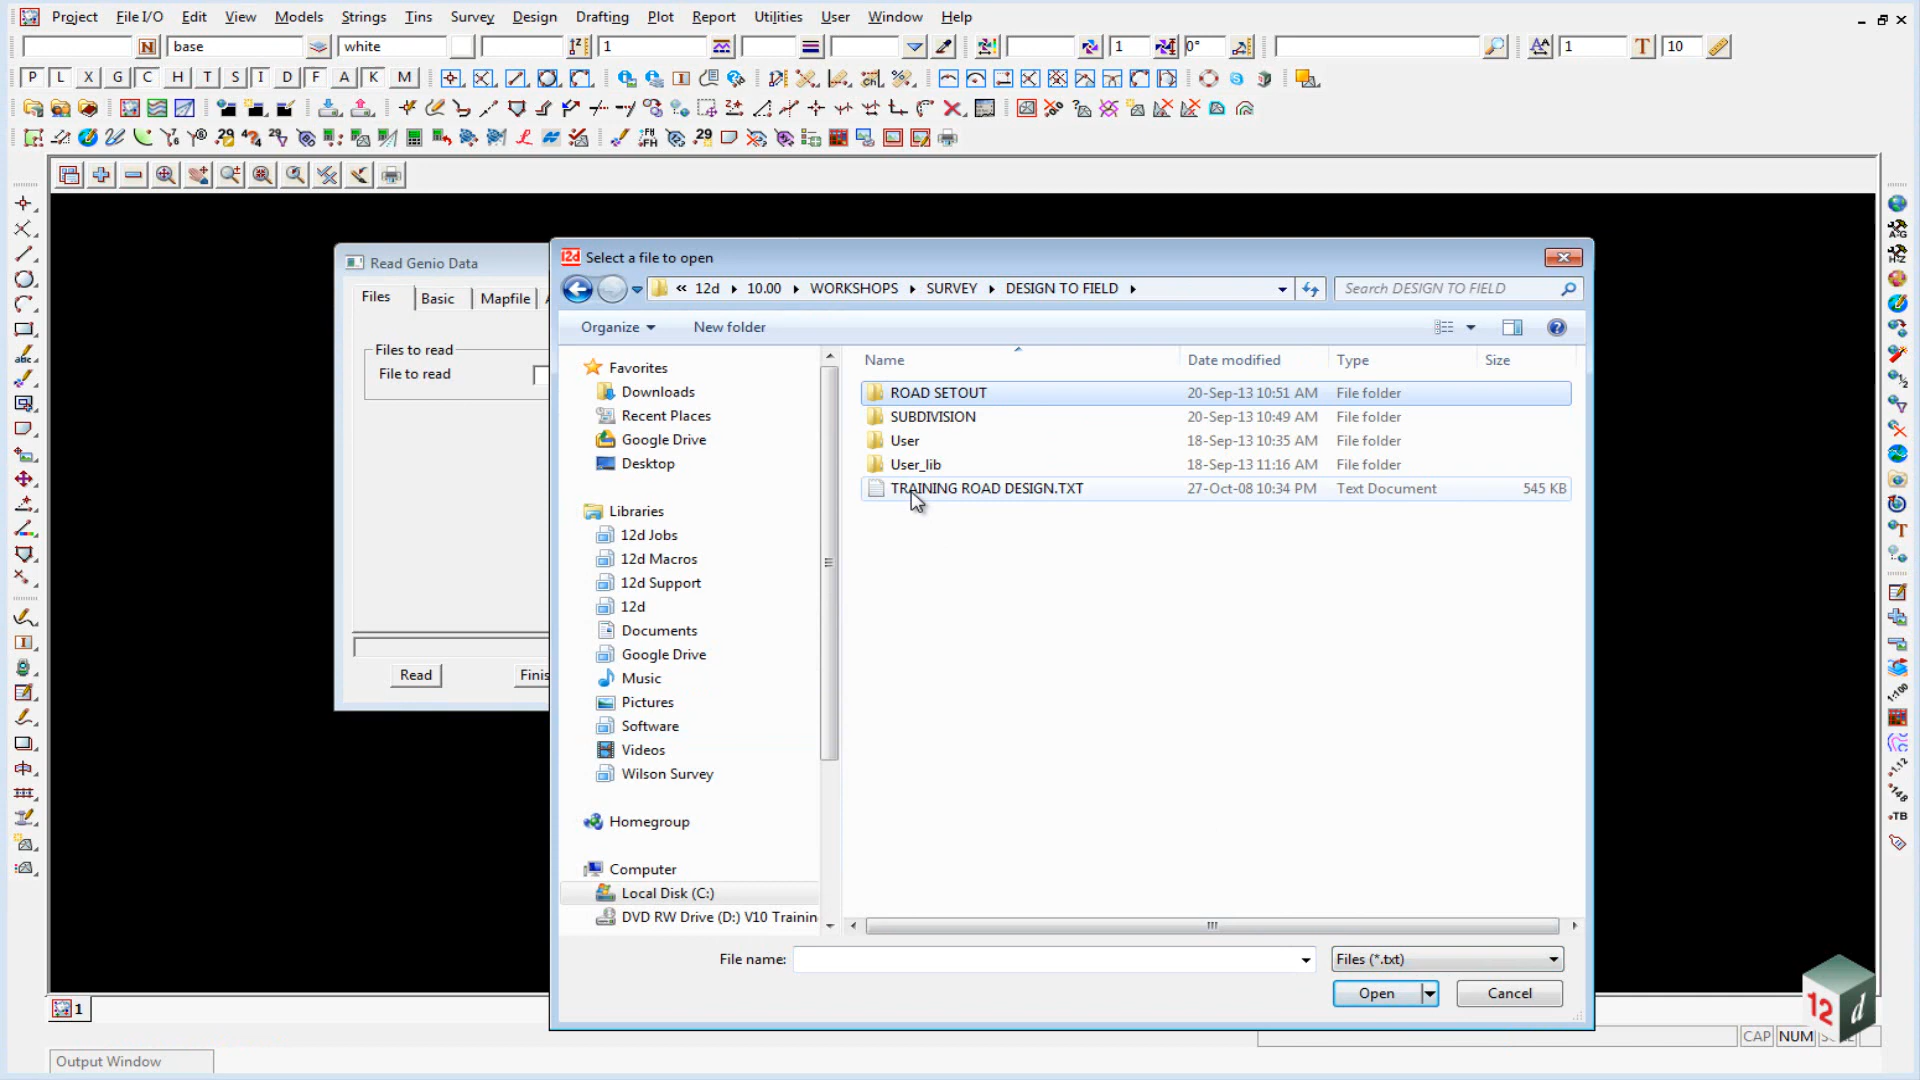 Project File I/O Edit View Models Strings Tins Survey Design Drafting Plot Report Utilities User Window Help
N base white 1 1 0° 1 T 10
P L X G C H T S I D F A K M
Read Genio Data
Files Basic Mapfile
Files to read
File to read
Read Finis
12d Select a file to open
« 12d 10.00 WORKSHOPS SURVEY DESIGN TO FIELD Search DESIGN TO FIELD
Organize New folder
Name Date modified Type Size
ROAD SETOUT 20-Sep-13 10:51 AM File folder
SUBDIVISION 20-Sep-13 10:49 AM File folder
User 18-Sep-13 10:35 AM File folder
User_lib 18-Sep-13 11:16 AM File folder
TRAINING ROAD DESIGN.TXT 27-Oct-08 10:34 PM Text Document 545 KB
Favorites
Downloads
Recent Places
Google Drive
Desktop
Libraries
12d Jobs
12d Macros
12d Support
12d
Documents
Google Drive
Music
Pictures
Software
Videos
Wilson Survey
Homegroup
Computer
Local Disk (C:)
DVD RW Drive (D:) V10 Trainin
File name: Files (*.txt)
Open Cancel
1
12 d
CAP NUM
Output Window